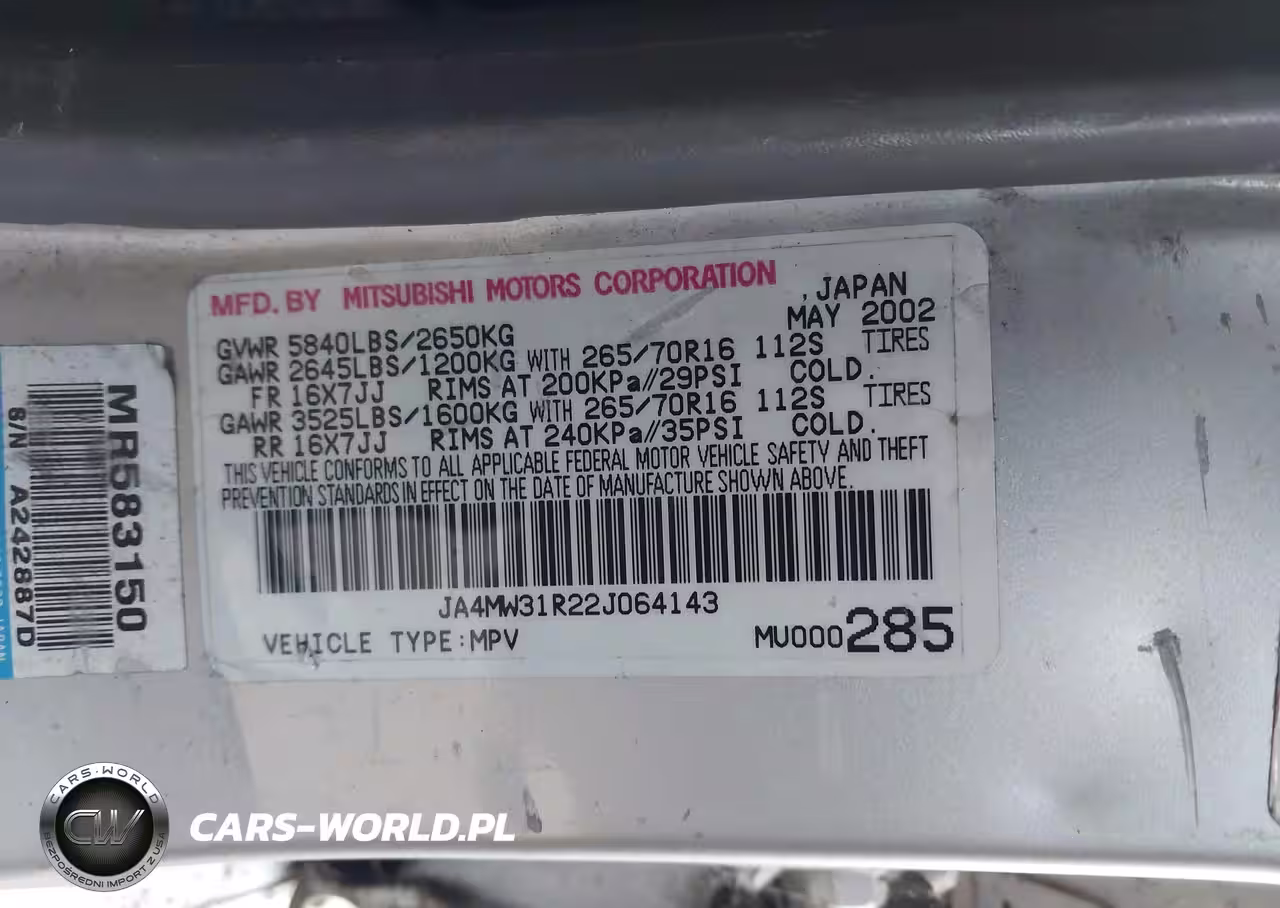 MFD. BY MITSUBISHI MOTORS CORPORATION , JAPAN
GVWR 5840LBS/2650KG MAY 2002
GAWR 2645LBS/1200KG WITH 265/70R16 112S TIRES
FR 16X7JJ RIMS AT 200KPa//29PSI COLD.
GAWR 3525LBS/1600KG WITH 265/70R16 112S TIRES
RR 16X7JJ RIMS AT 240KPa//35PSI COLD.
THIS VEHICLE CONFORMS TO ALL APPLICABLE FEDERAL MOTOR VEHICLE SAFETY AND THEFT
PREVENTION STANDARDS IN EFFECT ON THE DATE OF MANUFACTURE SHOWN ABOVE.
JA4MW31R22J064143
VEHICLE TYPE:MPV MU000285
MR583150
S/N. A242887D
JAPAN
CARS-WORLD
CW
BEZPOŚREDNI IMPORT Z USA
CARS-WORLD.PL